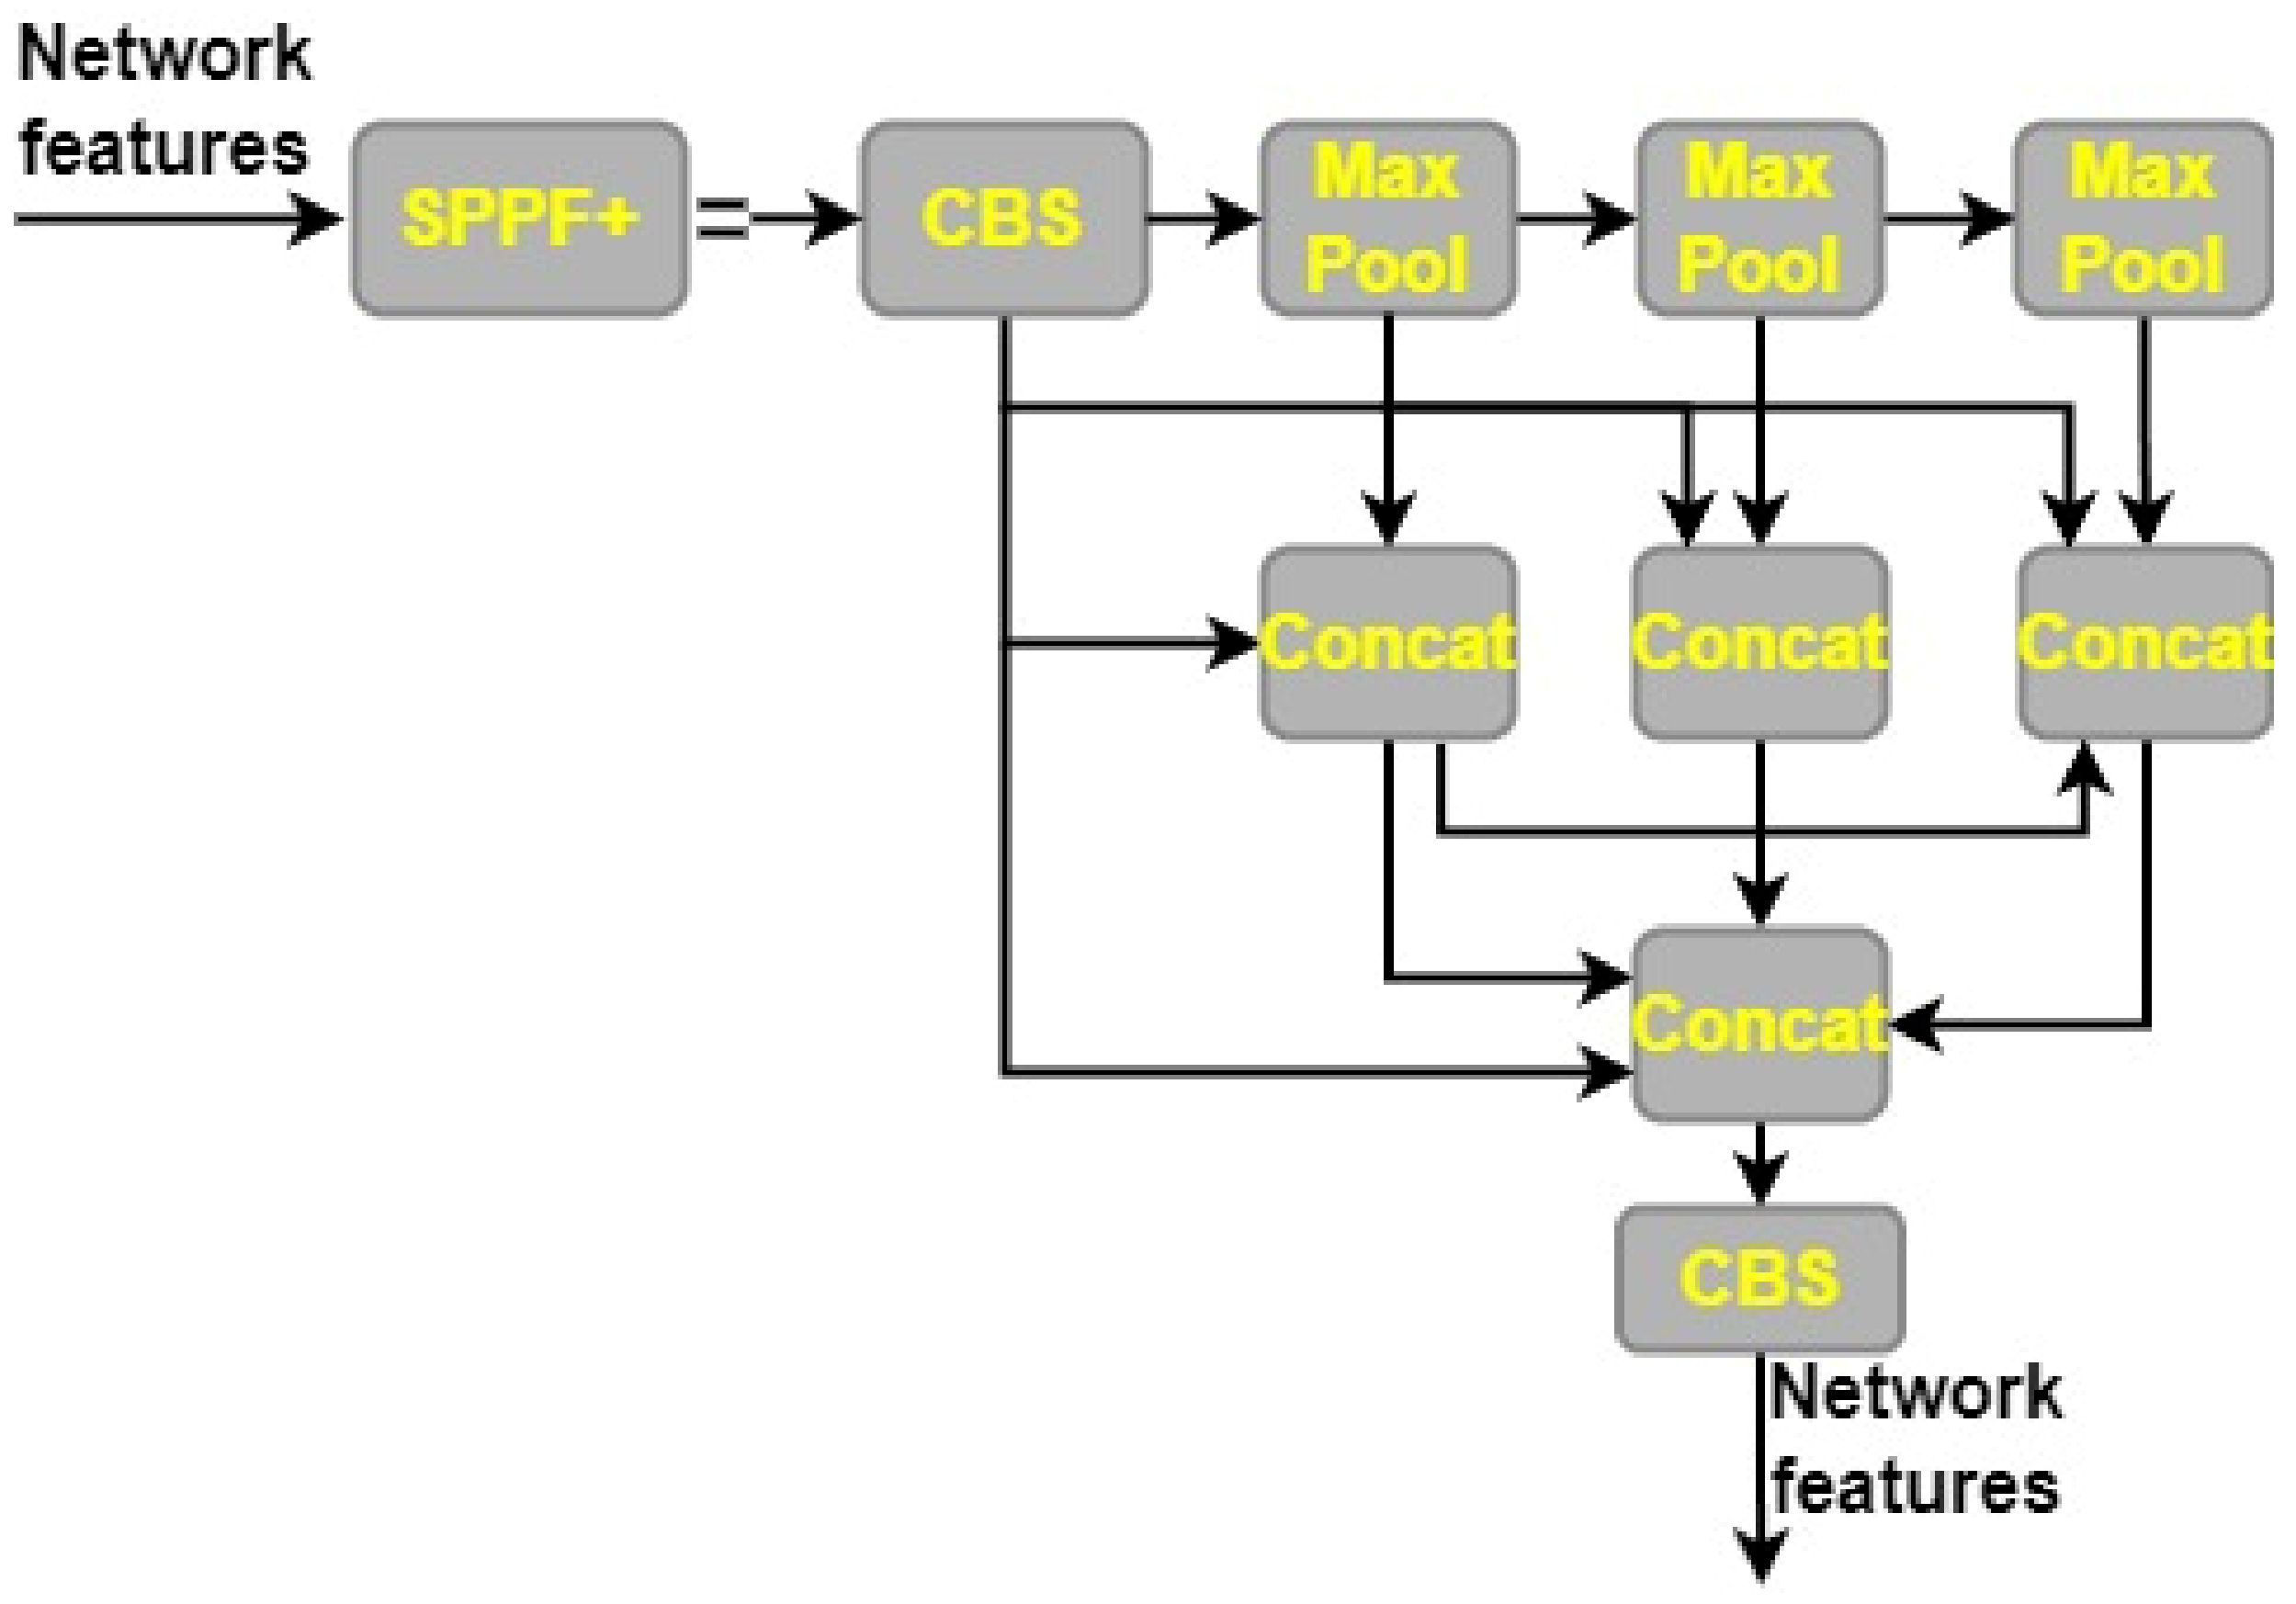 Network
features
SPPF+
=
CBS
Max
Pool
Max
Pool
Max
Pool
Concat
Concat
Concat
Concat
CBS
Network
features